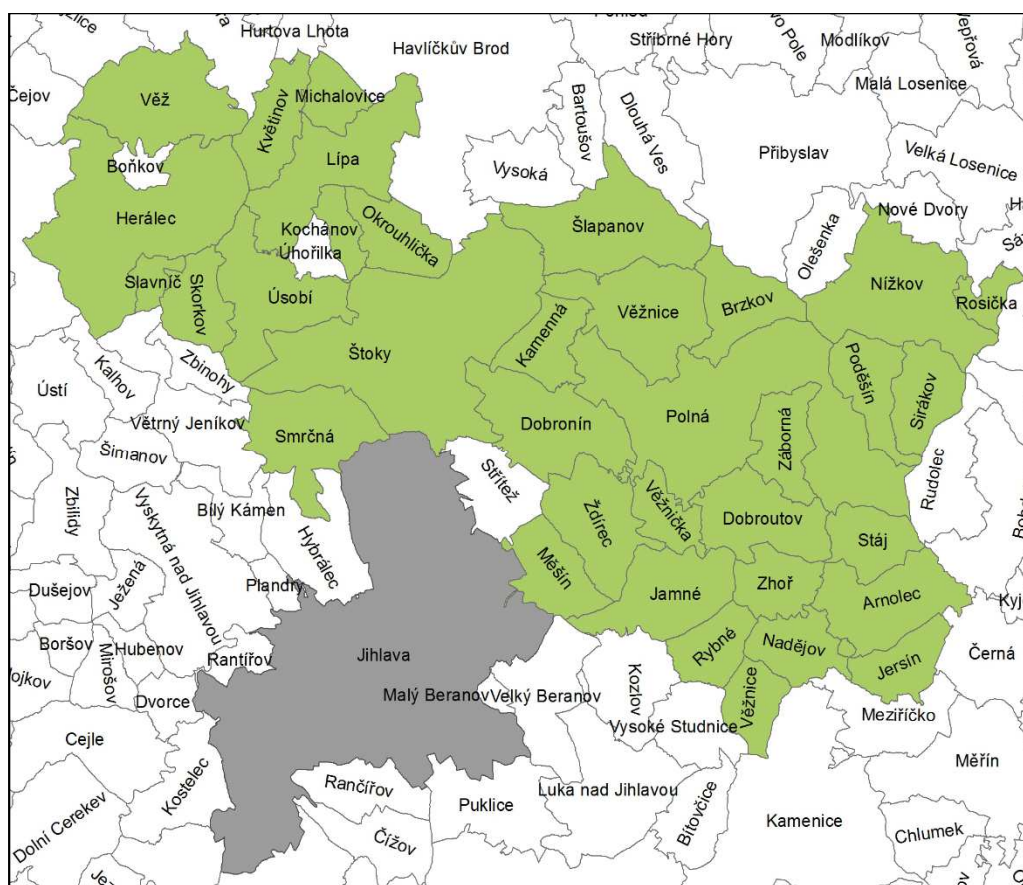 Hurtova Lhota
Havlíčkův Brod
Stříbrné Hory
Modlíkov
Vepřová
Čejov
Věž
Květinov
Michalovice
Bartoušov
Dlouhá Ves
Malá Losenice
Boňkov
Lípa
Vysoká
Přibyslav
Velká Losenice
Herálec
Kochánov
Okrouhlička
Šlapanov
Olešenka
Nové Dvory
Úhořilka
Slavníč
Skorkov
Úsobí
Kamenná
Věžnice
Brzkov
Nížkov
Rosička
Štoky
Zbinohy
Kalhov
Ústí
Poděšín
Sirákov
Větrný Jeníkov
Smrčná
Dobronín
Polná
Záborná
Šimanov
Střítež
Rudolec
Zbilidy
Vyskytná nad Jihlavou
Bílý Kámen
Hybrálec
Ždírec
Věžnička
Dobroutov
Stáj
Dušejov
Ježená
Plandry
Měšín
Jamné
Zhoř
Arnolec
Boršov
Hubenov
Mirošov
Rantířov
Jihlava
Rybné
Nadějov
Jersín
Černá
Dvorce
Malý Beranov
Velký Beranov
Kozlov
Věžnice
Vysoké Studnice
Meziříčko
Cejle
Kostelec
Měřín
Rančířov
Puklice
Luka nad Jihlavou
Bítovčice
Kamenice
Dolní Cerekev
Čížov
Chlumek